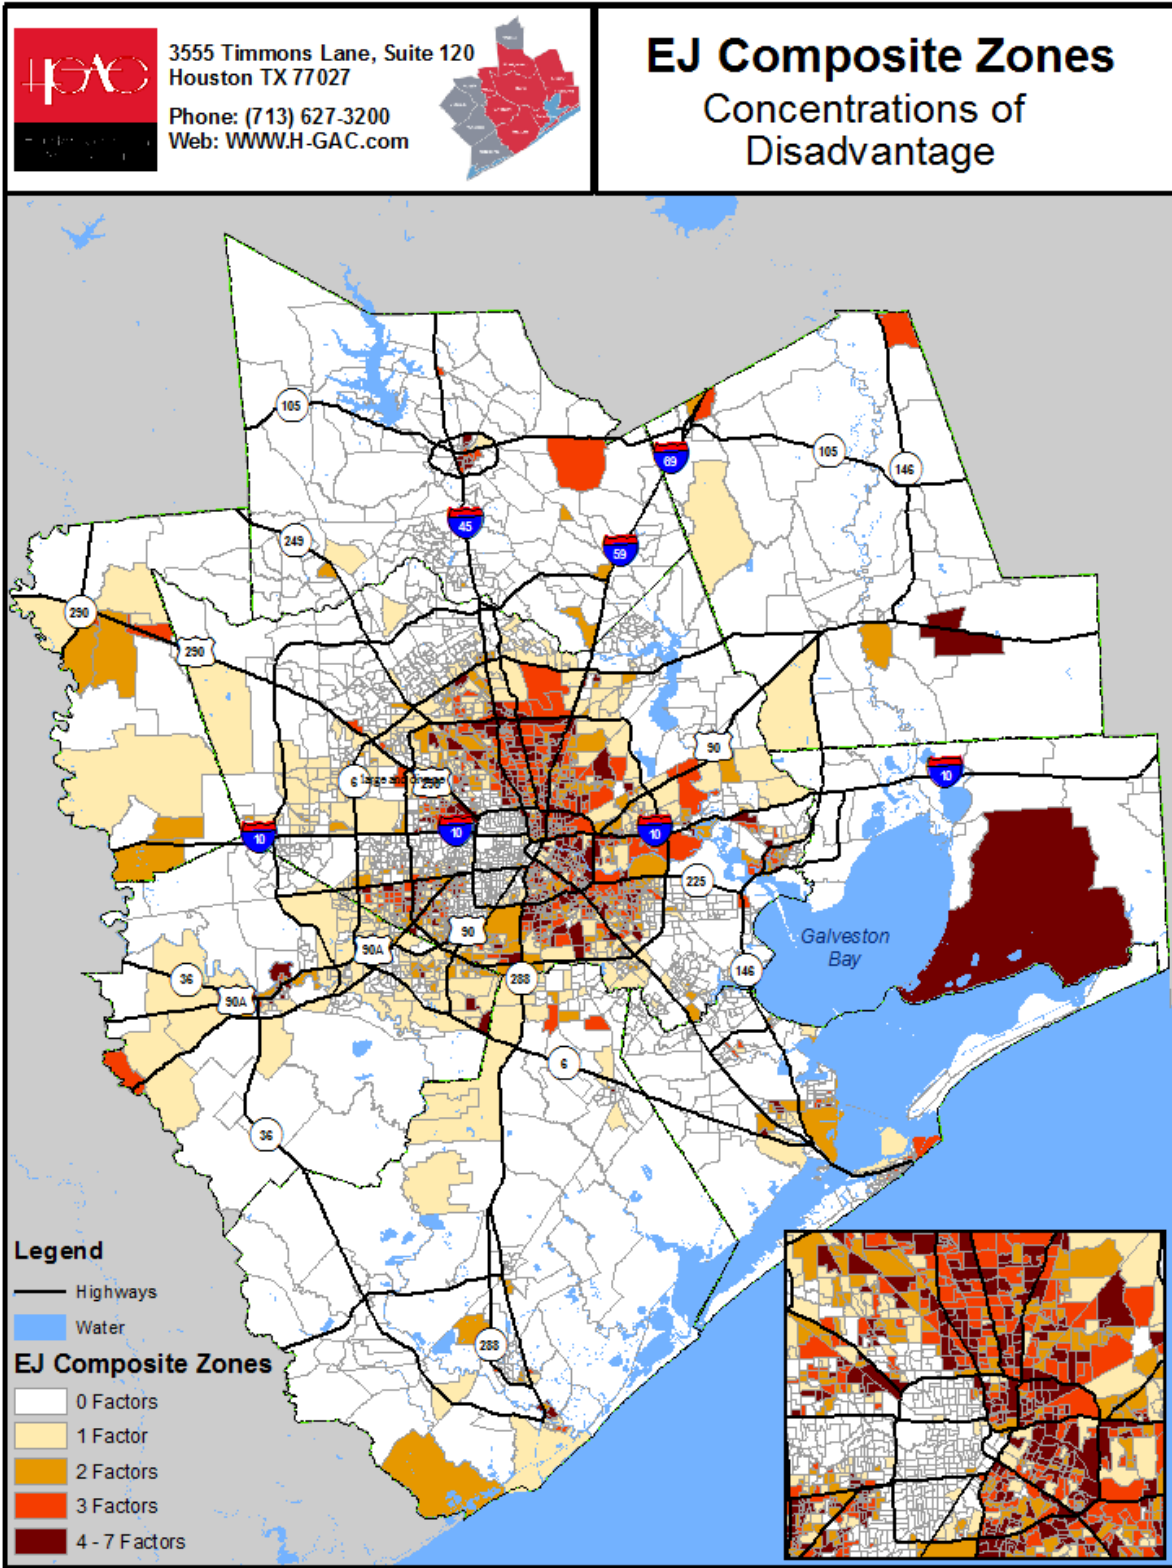 HGAC
3555 Timmons Lane, Suite 120
Houston TX 77027
Phone: (713) 627-3200
Web: WWW.H-GAC.com
EJ Composite Zones
Concentrations of
Disadvantage
105
69
105
146
45
249
59
290
290
90
6
290
10
10
10
10
225
90
90A
Galveston
Bay
36
90A
288
146
6
36
288
Legend
Highways
Water
EJ Composite Zones
0 Factors
1 Factor
2 Factors
3 Factors
4 - 7 Factors